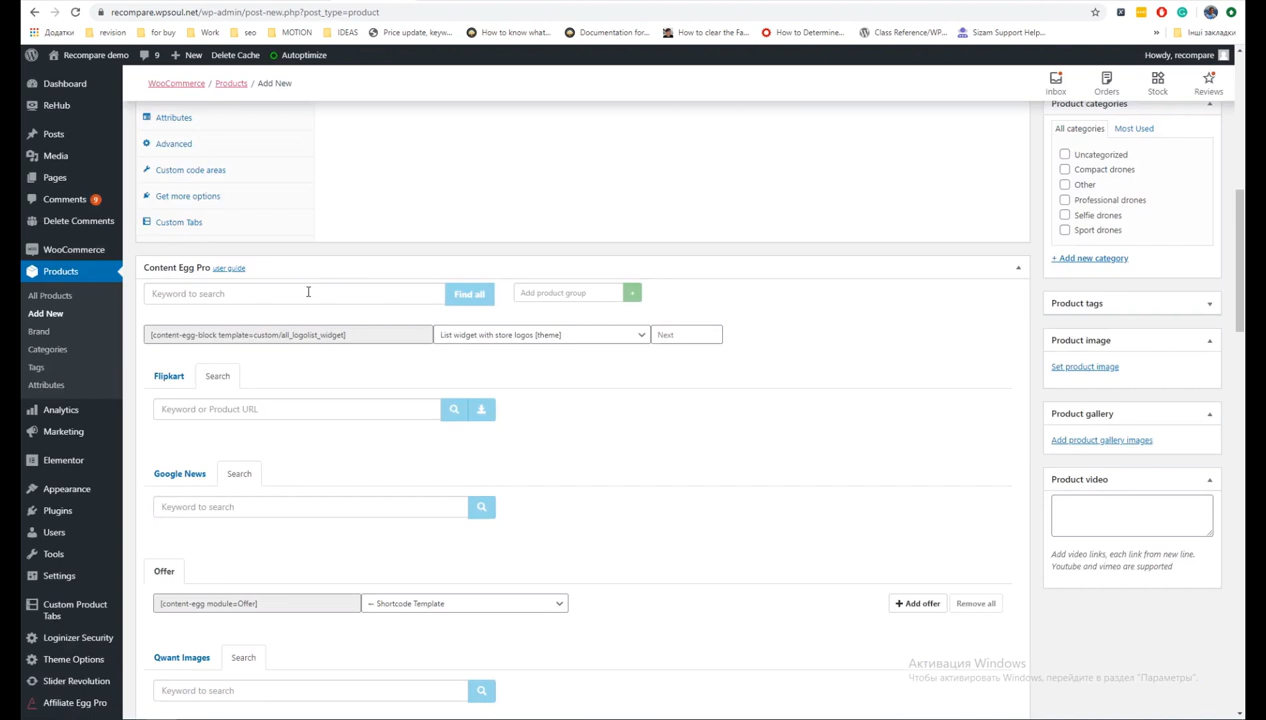 recompare.wpsoul.net/wp-admin/post-new.php?post_type=product
Додатки
revision
for buy
Work
seo
MOTION
IDEAS
Price update, keyw...
How to know what...
Documentation for...
How to clear the Fa...
How to Determine...
Class Reference/WP...
Sizam Support Help...
»
Інші закладки
Recompare demo
9
New
Delete Cache
Autoptimize
Howdy, recompare
WooCommerce / Products / Add New
Inbox
Orders
Stock
Reviews
Dashboard
ReHub
Posts
Media
Pages
Comments 9
Delete Comments
WooCommerce
Products
All Products
Add New
Brand
Categories
Tags
Attributes
Analytics
Marketing
Elementor
Appearance
Plugins
Users
Tools
Settings
Custom Product
Tabs
Loginizer Security
Theme Options
Slider Revolution
Affiliate Egg Pro
Attributes
Advanced
Custom code areas
Get more options
Custom Tabs
Content Egg Pro user guide
Keyword to search
Find all
Add product group
+
[content-egg-block template=custom/all_logolist_widget]
List widget with store logos [theme]
Next
Flipkart
Search
Keyword or Product URL
Google News
Search
Keyword to search
Offer
[content-egg module=Offer]
← Shortcode Template
Add offer
Remove all
Qwant Images
Search
Keyword to search
Product categories
All categories
Most Used
Uncategorized
Compact drones
Other
Professional drones
Selfie drones
Sport drones
+ Add new category
Product tags
Product image
Set product image
Product gallery
Add product gallery images
Product video
Add video links, each link from new line.
Youtube and vimeo are supported
Активация Windows
Чтобы активировать Windows, перейдите в раздел "Параметры".